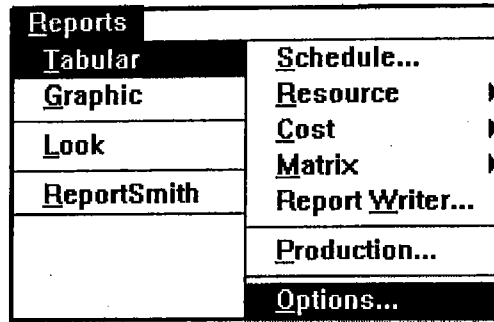 Reports
Tabular
Graphic
Look
ReportSmith
Schedule...
Resource
Cost
Matrix
Report Writer...
Production...
Options...